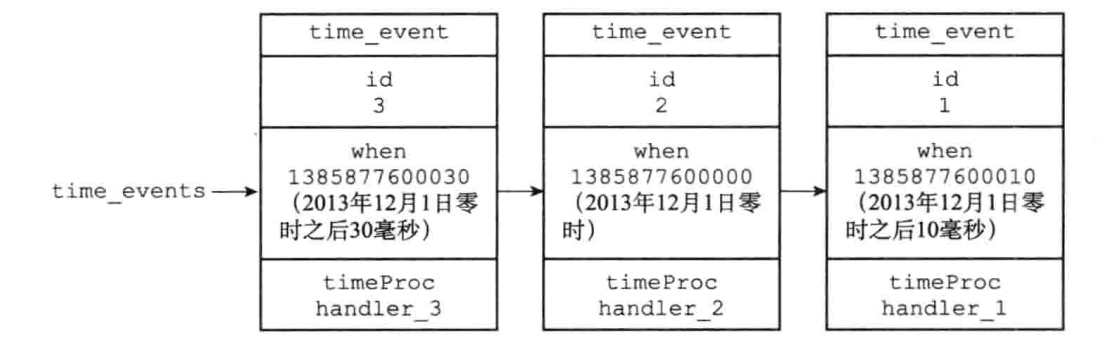 time_events
time_event
id
3
when
1385877600030
（2013年12月1日零
时之后30毫秒）
timeProc
handler_3
time_event
id
2
when
1385877600000
（2013年12月1日零
时）
timeProc
handler_2
time_event
id
1
when
1385877600010
（2013年12月1日零
时之后10毫秒）
timeProc
handler_1